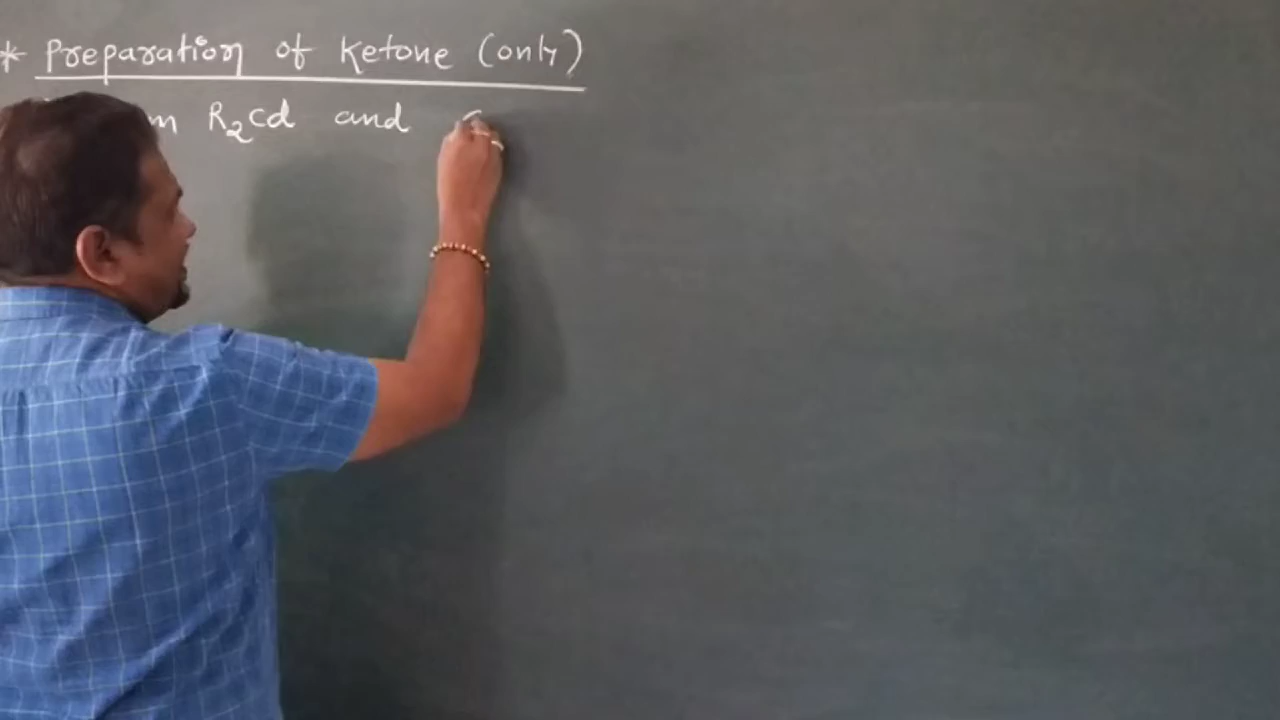 * Preparation of Ketone (only)
R₂cd and